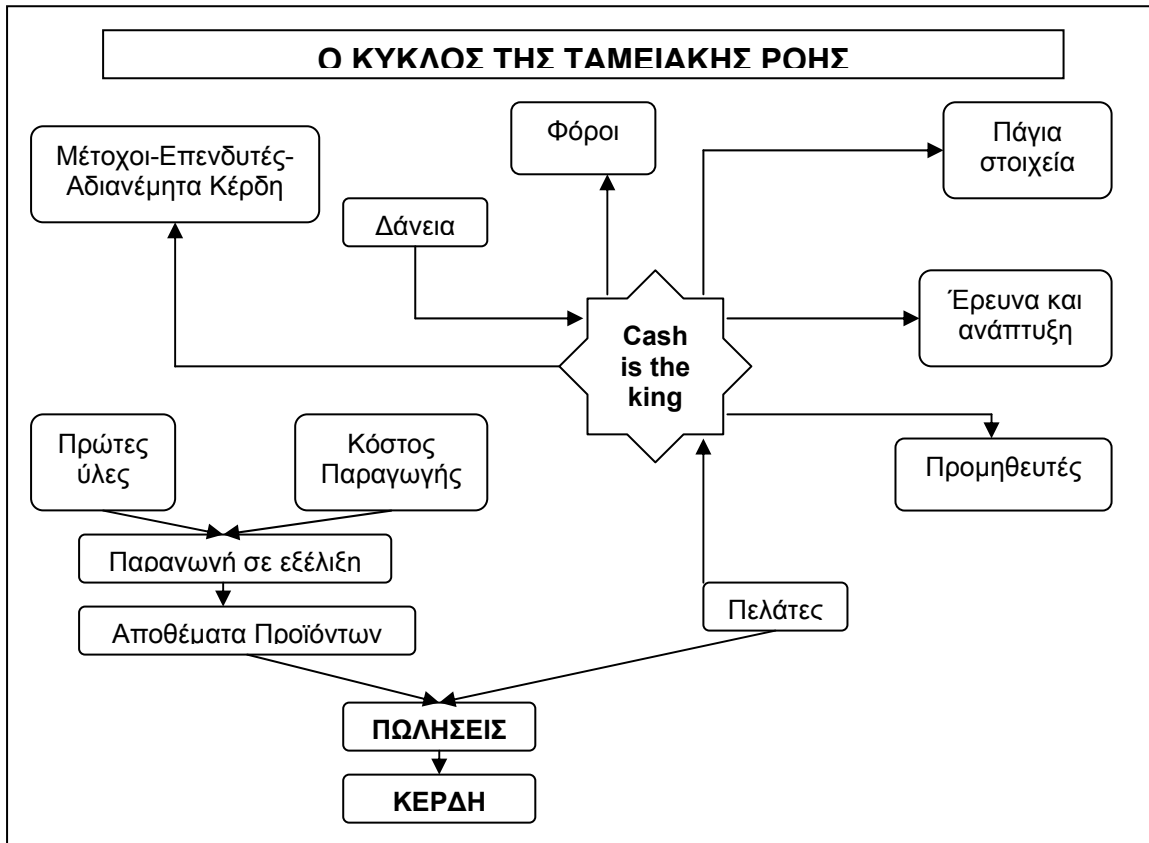 Ο ΚΥΚΛΟΣ ΤΗΣ ΤΑΜΕΙΑΚΗΣ ΡΟΗΣ
Μέτοχοι-Επενδυτές-
Αδιανέμητα Κέρδη
Φόροι
Πάγια
στοιχεία
Δάνεια
Έρευνα και
ανάπτυξη
Cash
is the
king
Πρώτες
ύλες
Κόστος
Παραγωγής
Προμηθευτές
Παραγωγή σε εξέλιξη
Πελάτες
Αποθέματα Προϊόντων
ΠΩΛΗΣΕΙΣ
ΚΕΡΔΗ